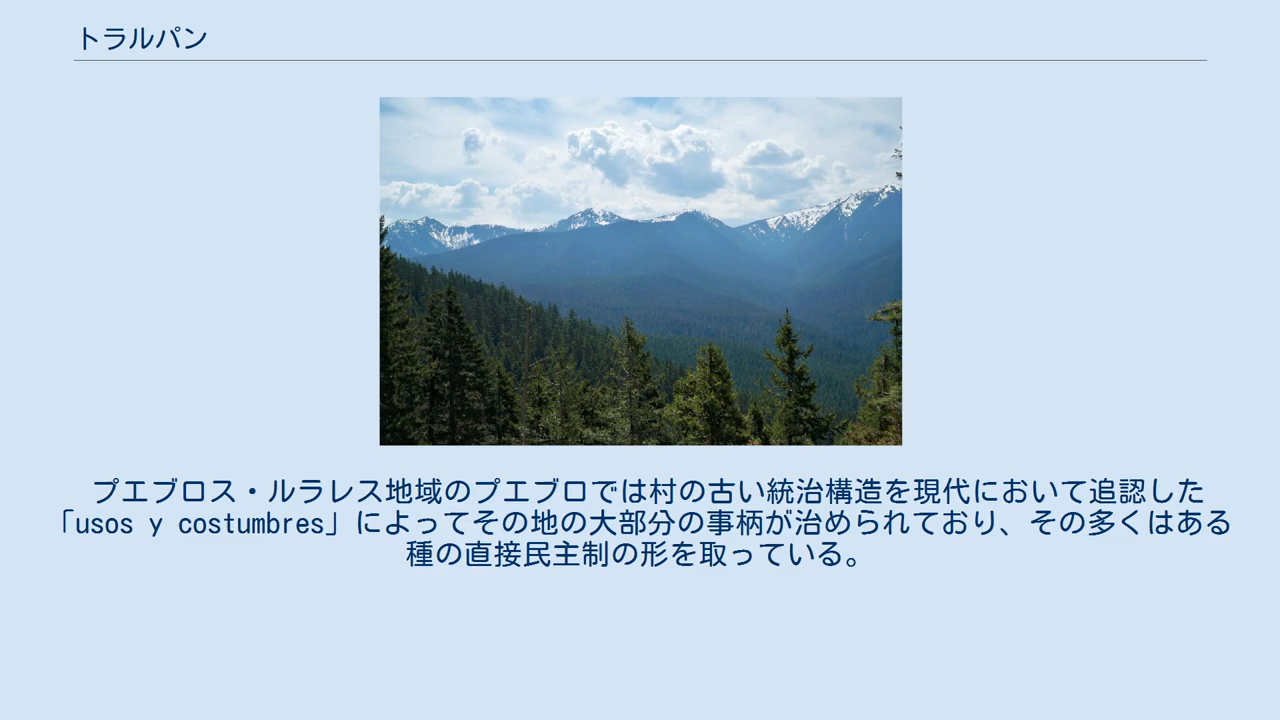 トラルパン
プエブロス・ルラレス地域のプエブロでは村の古い統治構造を現代において追認した
「usos y costumbres」によってその地の大部分の事柄が治められており、その多くはある
種の直接民主制の形を取っている。